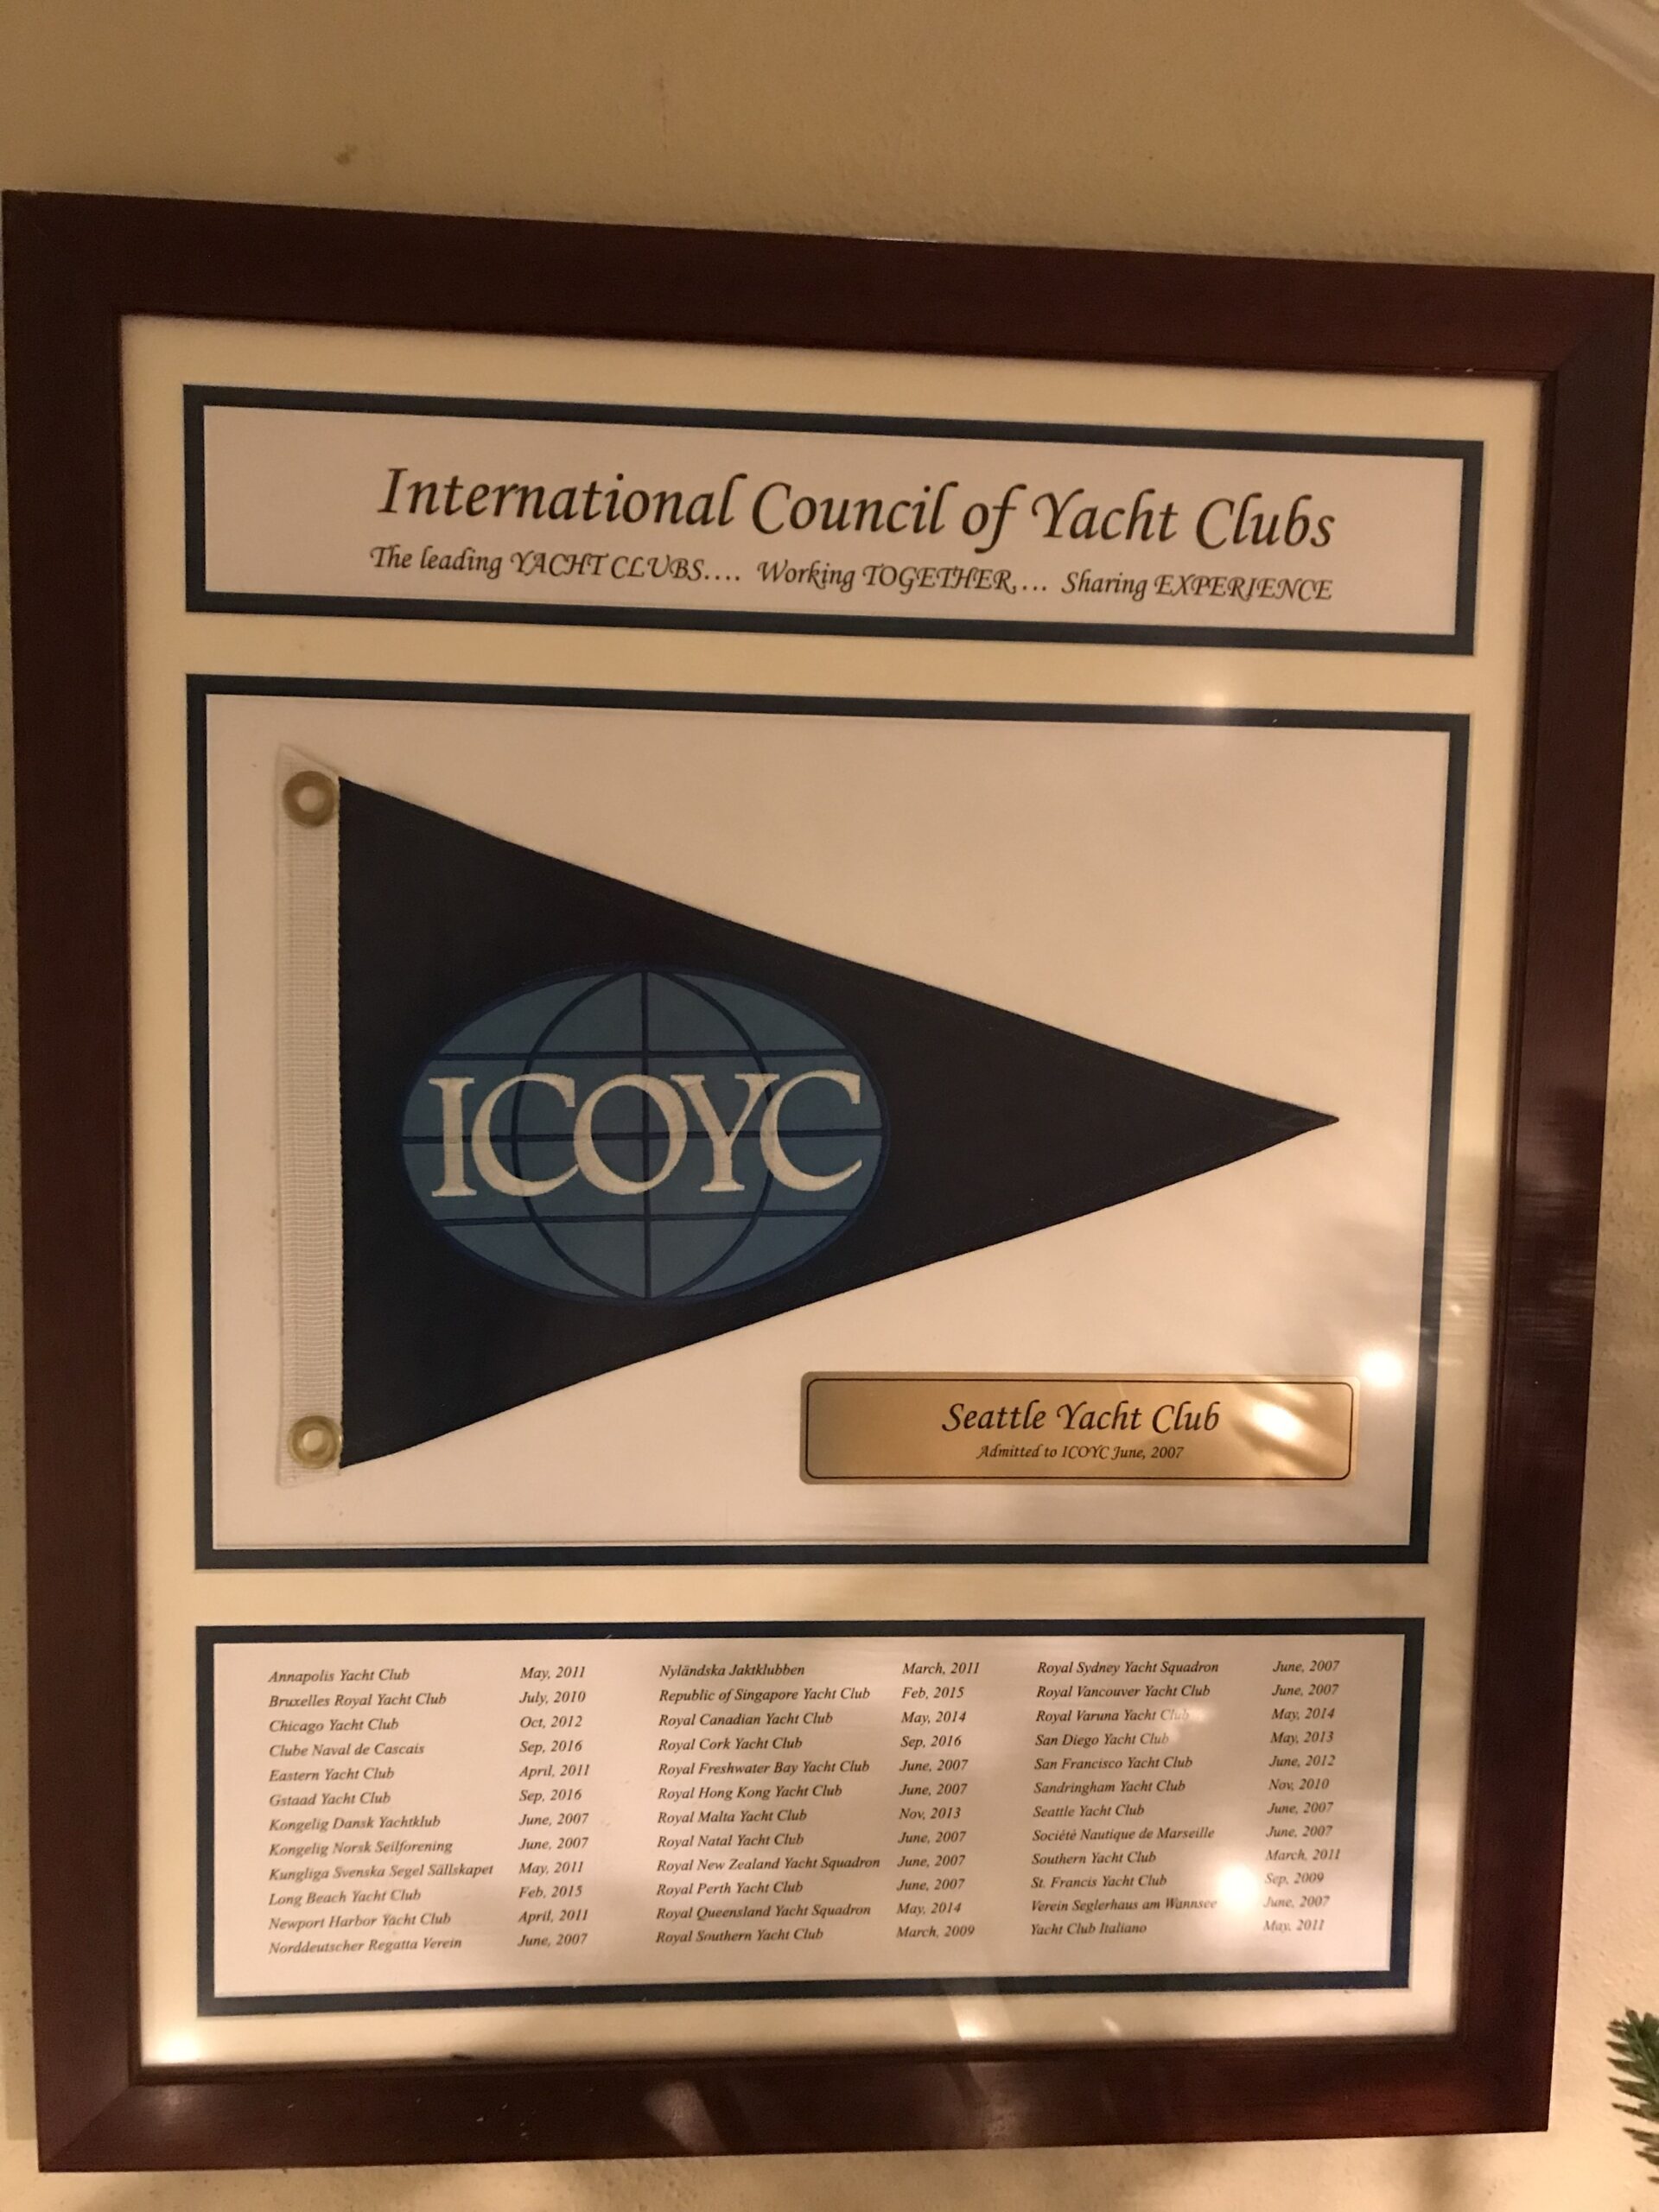 International Council of Yacht Clubs
The leading YACHT CLUBS.... Working TOGETHER.... Sharing EXPERIENCE
ICOYC
Seattle Yacht Club
Admitted to ICOYC June, 2007
Annapolis Yacht Club May, 2011
Bruxelles Royal Yacht Club July, 2010
Chicago Yacht Club Oct, 2012
Clube Naval de Cascais Sep, 2016
Eastern Yacht Club April, 2011
Gstaad Yacht Club Sep, 2016
Kongelig Dansk Yachtklub June, 2007
Kongelig Norsk Seilforening June, 2007
Kungliga Svenska Segel Sällskapet May, 2011
Long Beach Yacht Club Feb, 2015
Newport Harbor Yacht Club April, 2011
Norddeutscher Regatta Verein June, 2007
Nyländska Jaktklubben March, 2011
Republic of Singapore Yacht Club Feb, 2015
Royal Canadian Yacht Club May, 2014
Royal Cork Yacht Club Sep, 2016
Royal Freshwater Bay Yacht Club June, 2007
Royal Hong Kong Yacht Club June, 2007
Royal Malta Yacht Club Nov, 2013
Royal Natal Yacht Club June, 2007
Royal New Zealand Yacht Squadron June, 2007
Royal Perth Yacht Club June, 2007
Royal Queensland Yacht Squadron May, 2014
Royal Southern Yacht Club March, 2009
Royal Sydney Yacht Squadron June, 2007
Royal Vancouver Yacht Club June, 2007
Royal Varuna Yacht Club May, 2014
San Diego Yacht Club May, 2013
San Francisco Yacht Club June, 2012
Sandringham Yacht Club Nov, 2010
Seattle Yacht Club June, 2007
Société Nautique de Marseille June, 2007
Southern Yacht Club March, 2011
St. Francis Yacht Club Sep, 2009
Verein Seglerhaus am Wannsee June, 2007
Yacht Club Italiano May, 2011